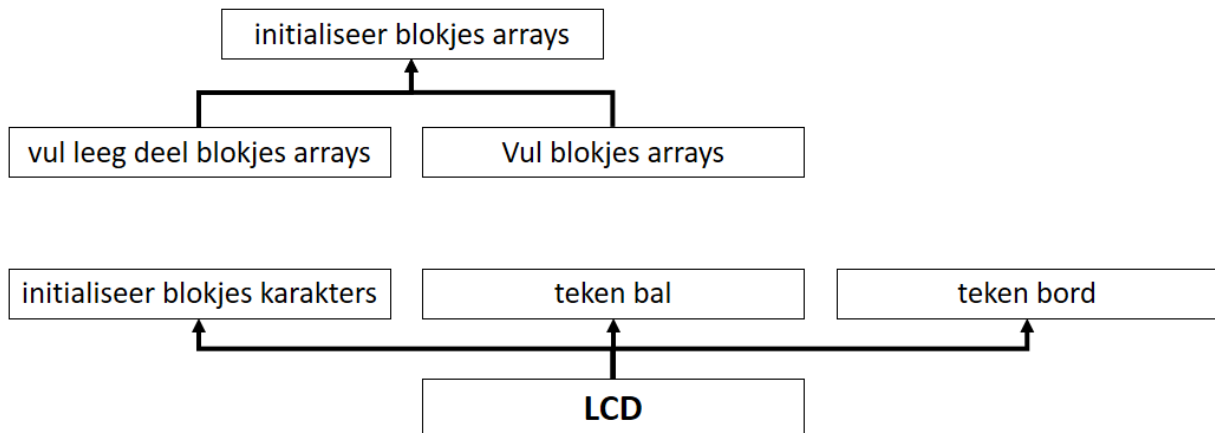 initialiseer blokjes arrays
vul leeg deel blokjes arrays
Vul blokjes arrays
initialiseer blokjes karakters
teken bal
teken bord
LCD